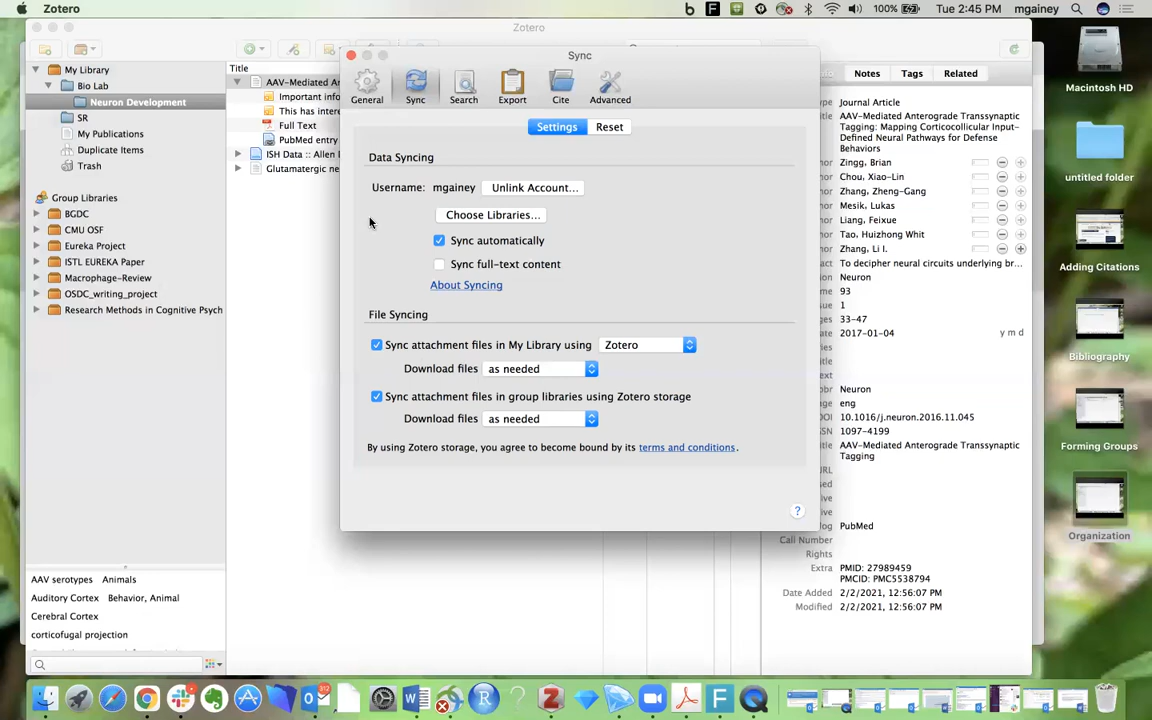 Zotero
100%
Tue 2:45 PM
mgainey
Zotero
Sync
General
Sync
Search
Export
Cite
Advanced
Settings
Reset
Data Syncing
Username:
mgainey
Unlink Account...
Choose Libraries...
Sync automatically
Sync full-text content
About Syncing
File Syncing
Sync attachment files in My Library using
Zotero
Download files
as needed
Sync attachment files in group libraries using Zotero storage
Download files
as needed
By using Zotero storage, you agree to become bound by its terms and conditions.
?
My Library
Bio Lab
Neuron Development
SR
My Publications
Duplicate Items
Trash
Group Libraries
BGDC
CMU OSF
Eureka Project
ISTL EUREKA Paper
Macrophage-Review
OSDC_writing_project
Research Methods in Cognitive Psych
AAV serotypes
Animals
Auditory Cortex
Behavior, Animal
Cerebral Cortex
corticofugal projection
Title
AAV-Mediated An
Important info
This has intere
Full Text
PubMed entry
ISH Data :: Allen
Glutamatergic ne
Notes
Tags
Related
Journal Article
AAV-Mediated Anterograde Transsynaptic
Tagging: Mapping Corticocollicular Input-
Defined Neural Pathways for Defense
Behaviors
Zingg, Brian
Chou, Xiao-Lin
Zhang, Zheng-Gang
Mesik, Lukas
Liang, Feixue
Tao, Huizhong Whit
Zhang, Li I.
To decipher neural circuits underlying br...
Neuron
93
1
33-47
2017-01-04
y m d
Neuron
eng
10.1016/j.neuron.2016.11.045
1097-4199
AAV-Mediated Anterograde Transsynaptic
Tagging
PubMed
Call Number
Rights
Extra
PMID: 27989459
PMCID: PMC5538794
Date Added
2/2/2021, 12:56:07 PM
Modified
2/2/2021, 12:56:07 PM
Macintosh HD
untitled folder
Adding Citations
Bibliography
Forming Groups
Organization